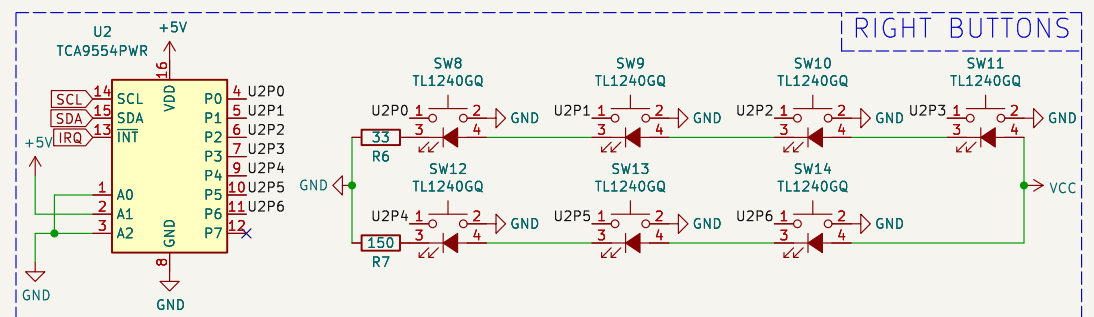 RIGHT BUTTONS
U2
TCA9554PWR
+5V
16
VDD
SCL 14 SCL
SDA 15 SDA
IRQ 13 INT
P0 4 U2P0
P1 5 U2P1
P2 6 U2P2
P3 7 U2P3
P4 9 U2P4
P5 10 U2P5
P6 11 U2P6
P7 12
+5V
1 A0
2 A1
3 A2
GND
GND
8
GND
SW8
TL1240GQ
U2P0 1 2 GND
3 4
SW9
TL1240GQ
U2P1 1 2 GND
3 4
SW10
TL1240GQ
U2P2 1 2 GND
3 4
SW11
TL1240GQ
U2P3 1 2 GND
3 4
33
R6
GND
VCC
SW12
TL1240GQ
U2P4 1 2 GND
3 4
SW13
TL1240GQ
U2P5 1 2 GND
3 4
SW14
TL1240GQ
U2P6 1 2 GND
3 4
150
R7